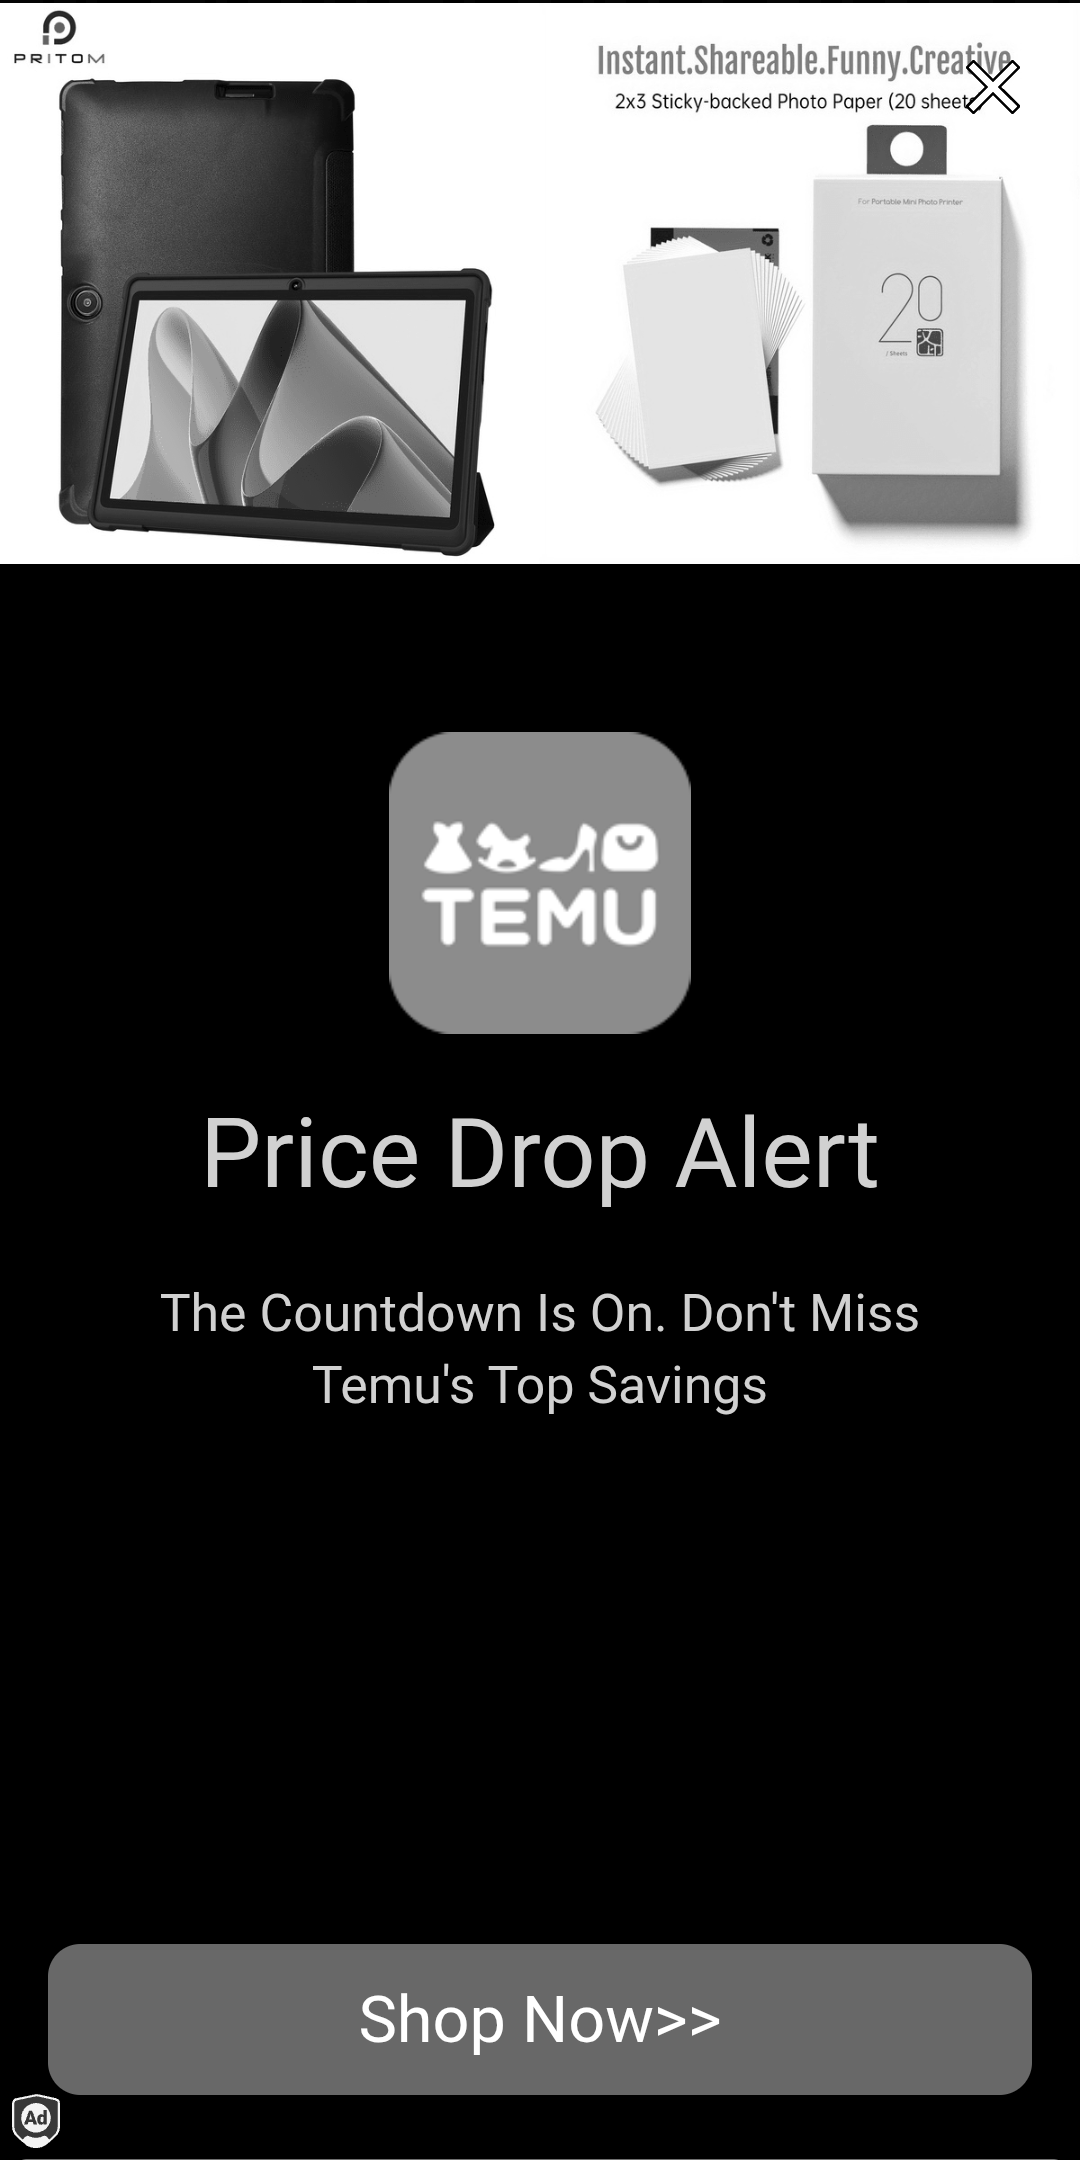 PRITOM
Instant.Shareable.Funny.Creative
2x3 Sticky-backed Photo Paper (20 sheets
For Portable Mini Photo Printer
20
/ Sheets
TEMU
Price Drop Alert
The Countdown Is On. Don't Miss
Temu's Top Savings
Shop Now>>
Ad